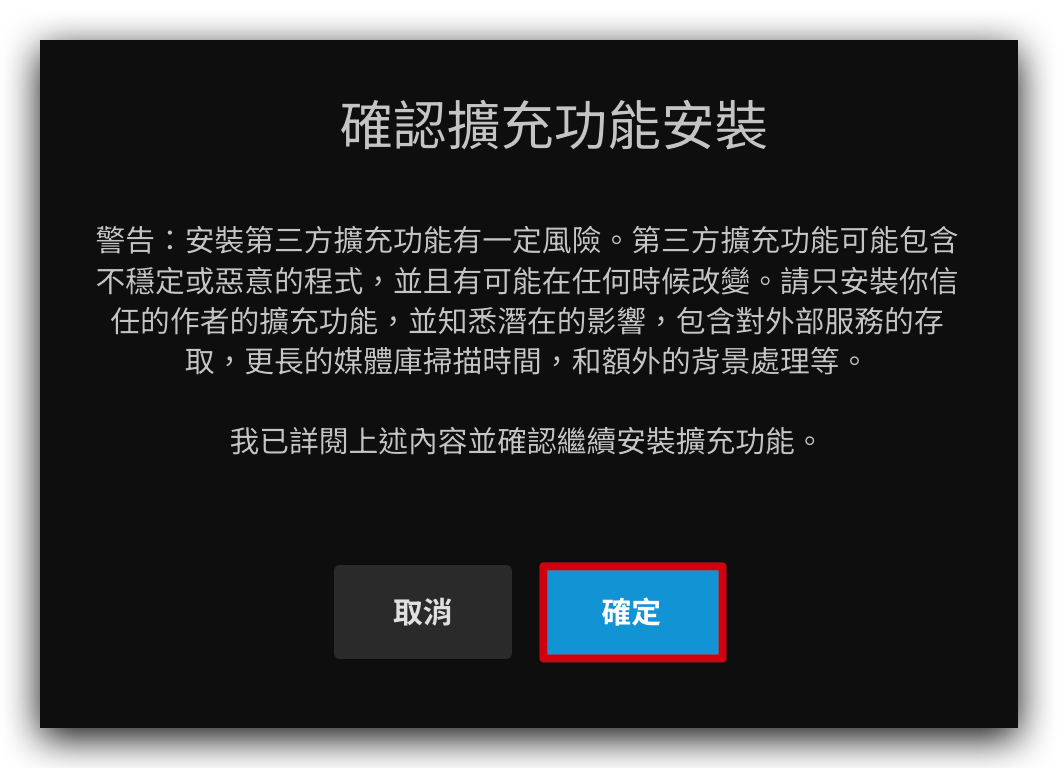 確認擴充功能安裝
警告：安裝第三方擴充功能有一定風險。第三方擴充功能可能包含
不穩定或惡意的程式，並且有可能在任何時候改變。請只安裝你信
任的作者的擴充功能，並知悉潛在的影響，包含對外部服務的存
取，更長的媒體庫掃描時間，和額外的背景處理等。
我已詳閱上述內容並確認繼續安裝擴充功能。
取消
確定